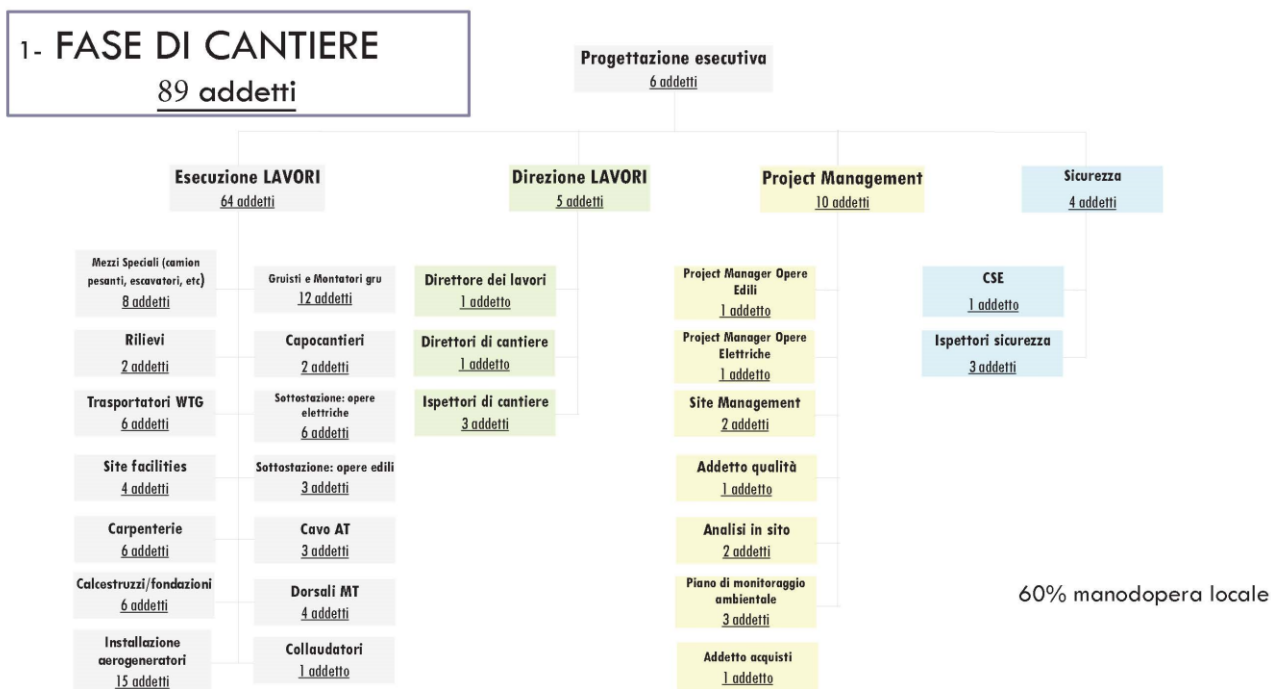 1- FASE DI CANTIERE
89 addetti
Progettazione esecutiva
6 addetti
Esecuzione LAVORI
64 addetti
Direzione LAVORI
5 addetti
Project Management
10 addetti
Sicurezza
4 addetti
Mezzi Speciali (camion
pesanti, escavatori, etc)
8 addetti
Rilievi
2 addetti
Trasportatori WTG
6 addetti
Site facilities
4 addetti
Carpenterie
6 addetti
Calcestruzzi/fondazioni
6 addetti
Installazione
aerogeneratori
15 addetti
Gruisti e Montatori gru
12 addetti
Capocantieri
2 addetti
Sottostazione: opere
elettriche
6 addetti
Sottostazione: opere edili
3 addetti
Cavo AT
3 addetti
Dorsali MT
4 addetti
Collaudatori
1 addetto
Direttore dei lavori
1 addetto
Direttori di cantiere
1 addetto
Ispettori di cantiere
3 addetti
Project Manager Opere
Edili
1 addetto
Project Manager Opere
Elettriche
1 addetto
Site Management
2 addetti
Addetto qualità
1 addetto
Analisi in sito
2 addetti
Piano di monitoraggio
ambientale
3 addetti
Addetto acquisti
1 addetto
CSE
1 addetto
Ispettori sicurezza
3 addetti
60% manodopera locale